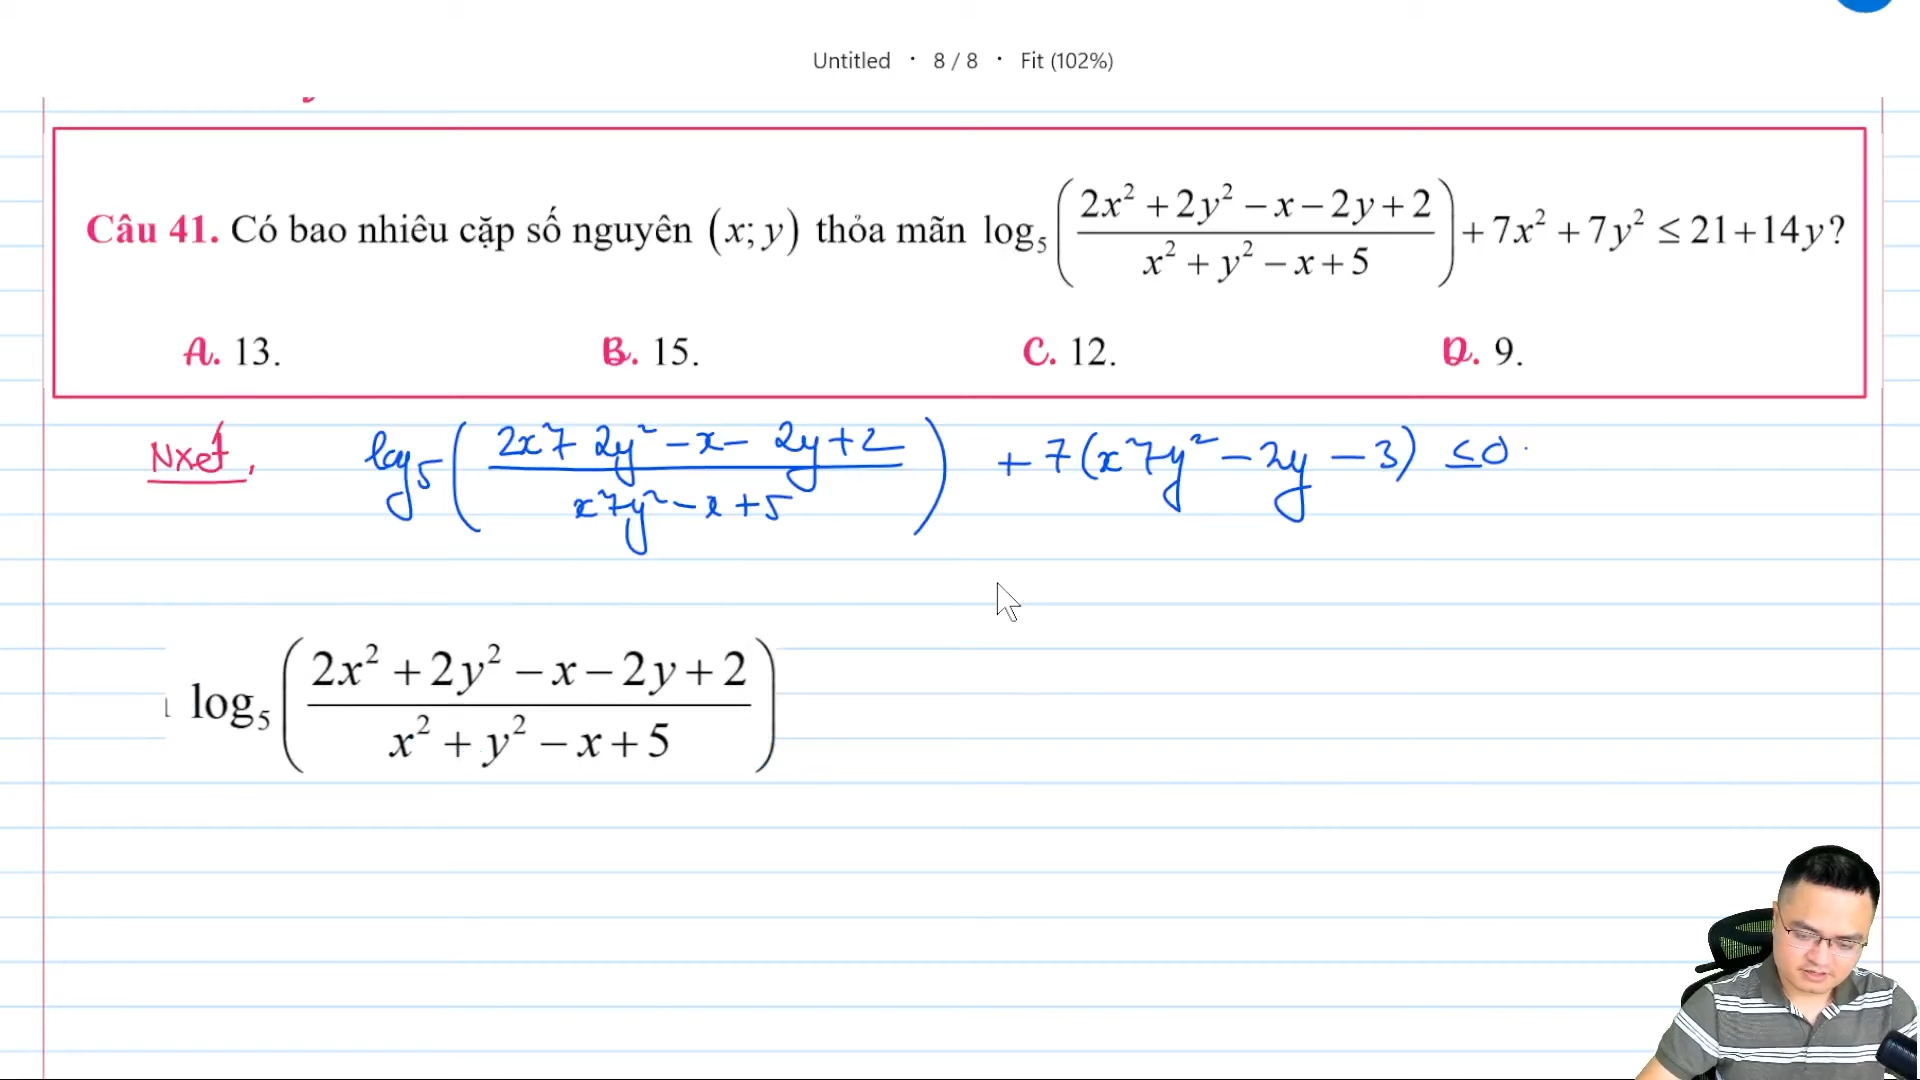 Untitled · 8 / 8 · Fit (102%)
Câu 41. Có bao nhiêu cặp số nguyên (x; y) thỏa mãn log₅((2x² + 2y² − x − 2y + 2)/(x² + y² − x + 5)) + 7x² + 7y² ≤ 21 + 14y?
A. 13. B. 15. C. 12. D. 9.
Nxét, log₅((2x² + 2y² − x − 2y + 2)/(x² + y² − x + 5)) + 7(x² + y² − 2y − 3) ≤ 0.
log₅((2x² + 2y² − x − 2y + 2)/(x² + y² − x + 5))